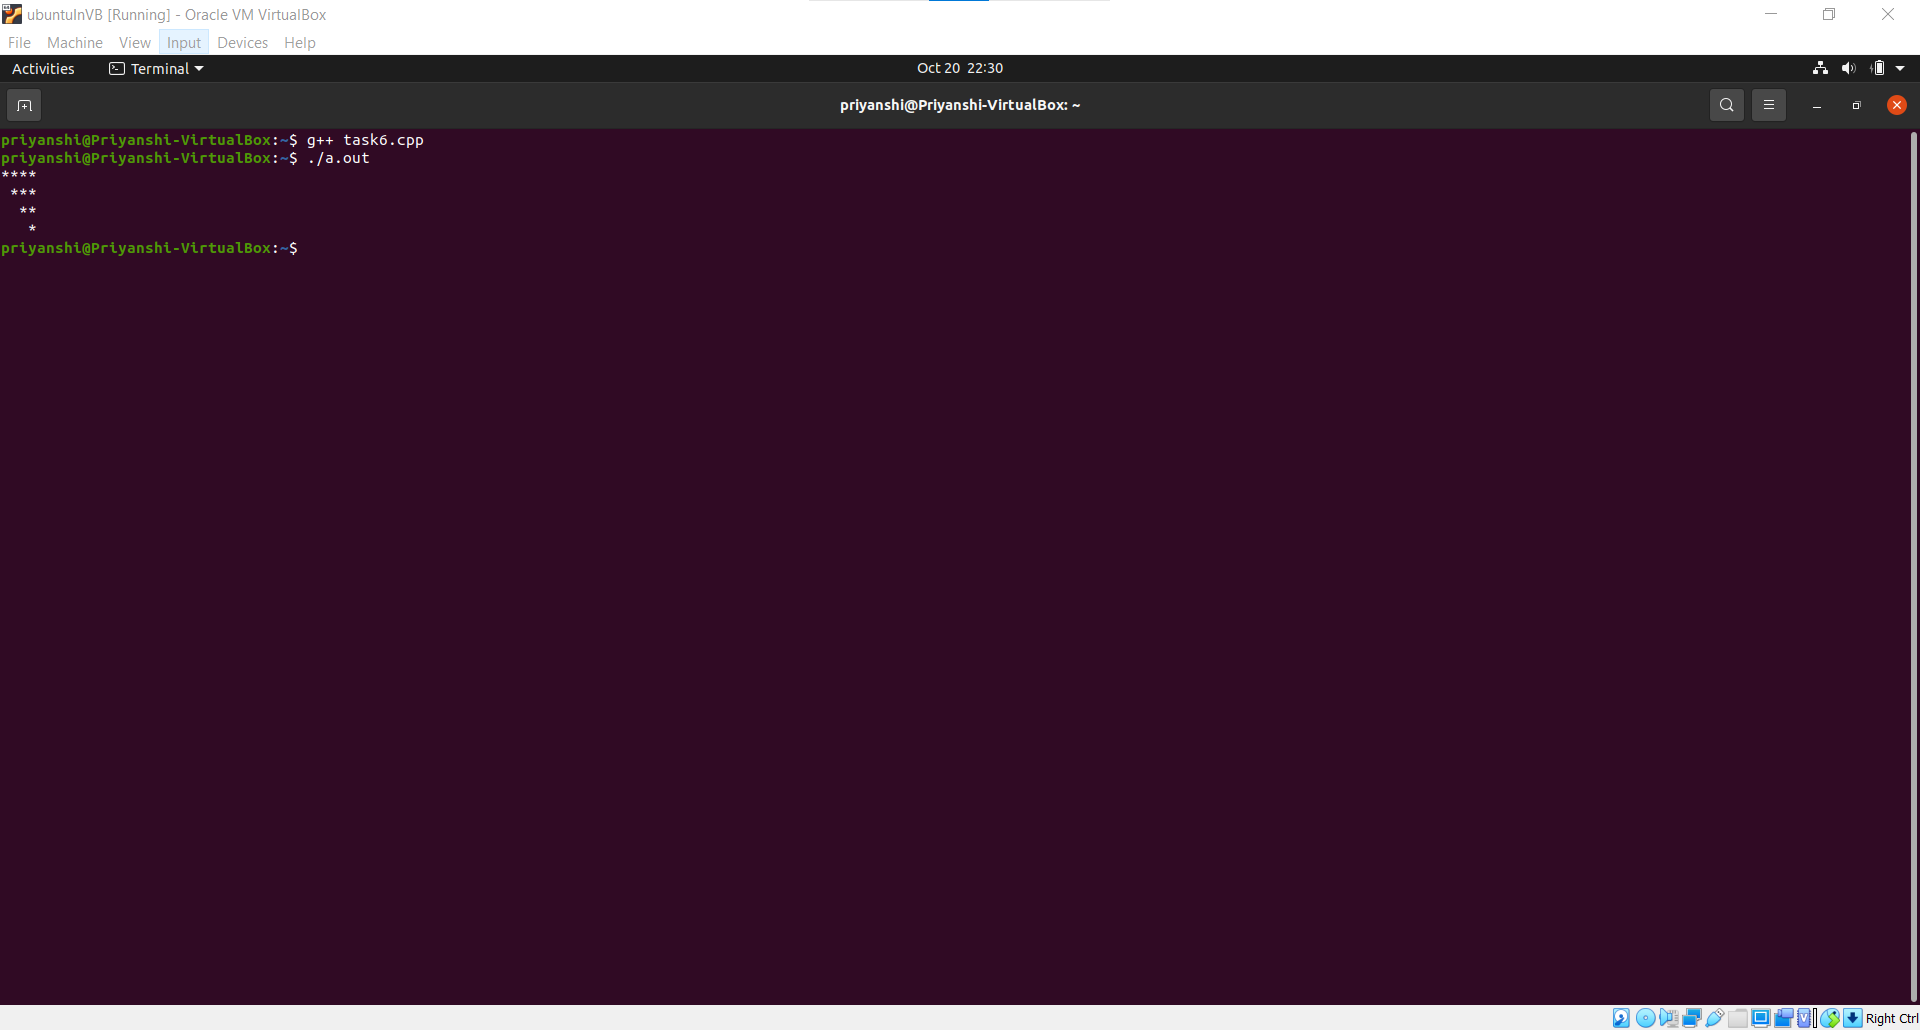 ubuntuInVB [Running] - Oracle VM VirtualBox
File Machine View Input Devices Help
Activities Terminal Oct 20 22:30
priyanshi@Priyanshi-VirtualBox: ~
priyanshi@Priyanshi-VirtualBox:~$ g++ task6.cpp
priyanshi@Priyanshi-VirtualBox:~$ ./a.out
****
 ***
  **
   *
priyanshi@Priyanshi-VirtualBox:~$
Right Ctrl